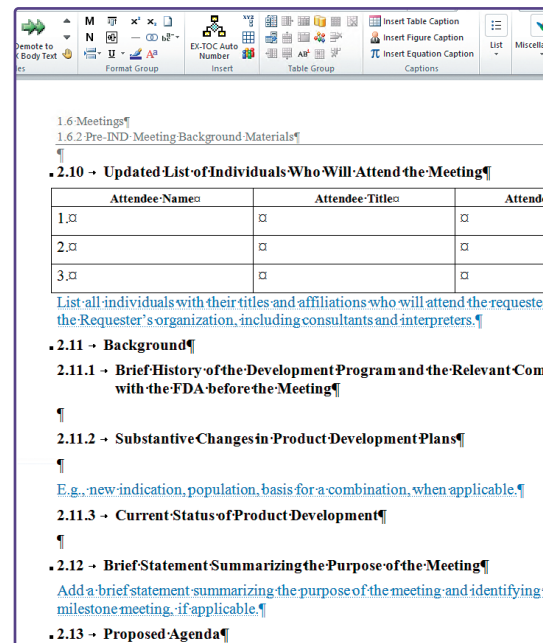 M
N
Demote to
Body Text
EX-TOC Auto
Number
XYZ
AB¹
Insert Table Caption
Insert Figure Caption
π Insert Equation Caption
List
Format Group
Insert
Table Group
Captions
1.6·Meetings¶
1.6.2·Pre-IND·Meeting·Background·Materials¶
¶
2.10 → Updated·List·of·Individuals·Who·Will·Attend·the·Meeting¶
Attendee·Name¤ Attendee·Title¤
1.¤ ¤ ¤
2.¤ ¤ ¤
3.¤ ¤ ¤
List·all·individuals·with·their·titles·and·affiliations·who·will·attend·the·requeste
the·Requester's·organization,·including·consultants·and·interpreters.¶
2.11 → Background¶
2.11.1 → Brief·History·of·the·Development·Program·and·the·Relevant·Com
with·the·FDA·before·the·Meeting¶
¶
2.11.2 → Substantive·Changes·in·Product·Development·Plans¶
¶
E.g.,·new·indication,·population,·basis·for·a·combination,·when·applicable.¶
2.11.3 → Current·Status·of·Product·Development¶
¶
2.12 → Brief·Statement·Summarizing·the·Purpose·of·the·Meeting¶
Add·a·brief·statement·summarizing·the·purpose·of·the·meeting·and·identifying
milestone·meeting,·if·applicable.¶
2.13 → Proposed·Agenda¶